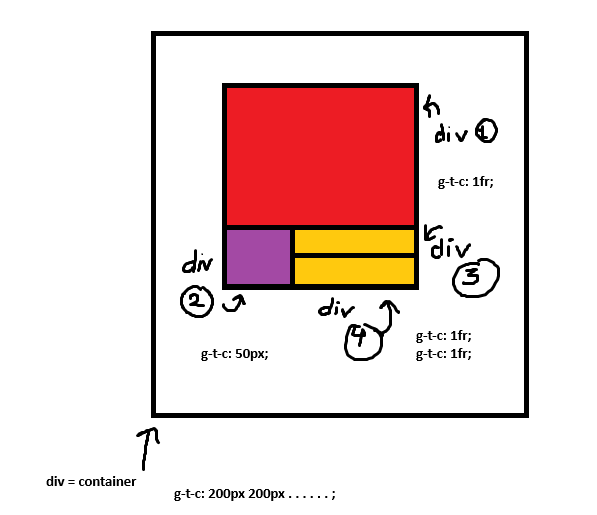 div 1
g-t-c: 1fr;
div
3
div
2
div
4
g-t-c: 1fr;
g-t-c: 50px;
g-t-c: 1fr;
div = container
g-t-c: 200px 200px . . . . . . ;